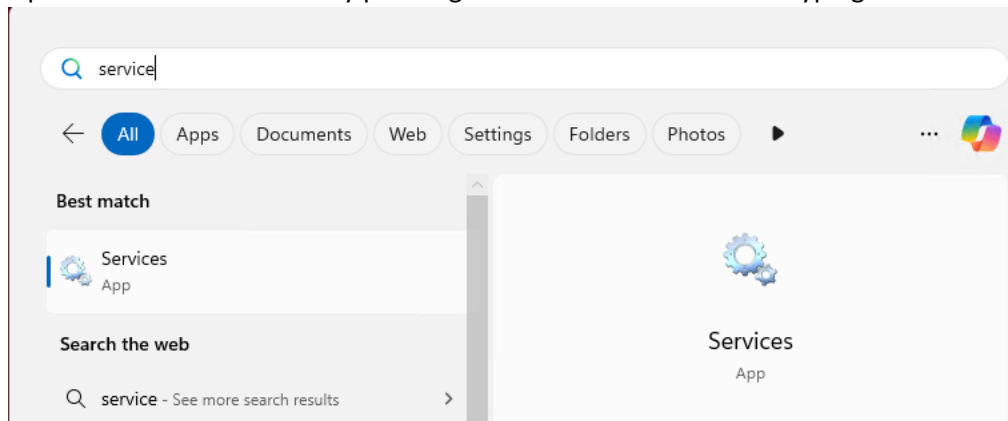 service
All Apps Documents Web Settings Folders Photos
Best match
Services
App
Search the web
service - See more search results
Services
App